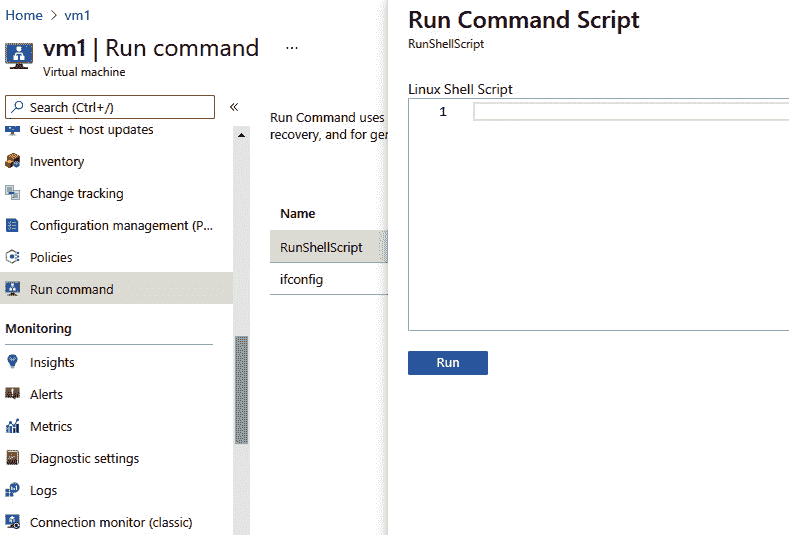 Home > vm1
vm1 | Run command
...
Virtual machine
Search (Ctrl+/)
«
Guest + host updates
Inventory
Change tracking
Configuration management (P...
Policies
Run command
Monitoring
Insights
Alerts
Metrics
Diagnostic settings
Logs
Connection monitor (classic)
Run Command uses
recovery, and for ger
Name
RunShellScript
ifconfig
Run Command Script
RunShellScript
Linux Shell Script
1
Run